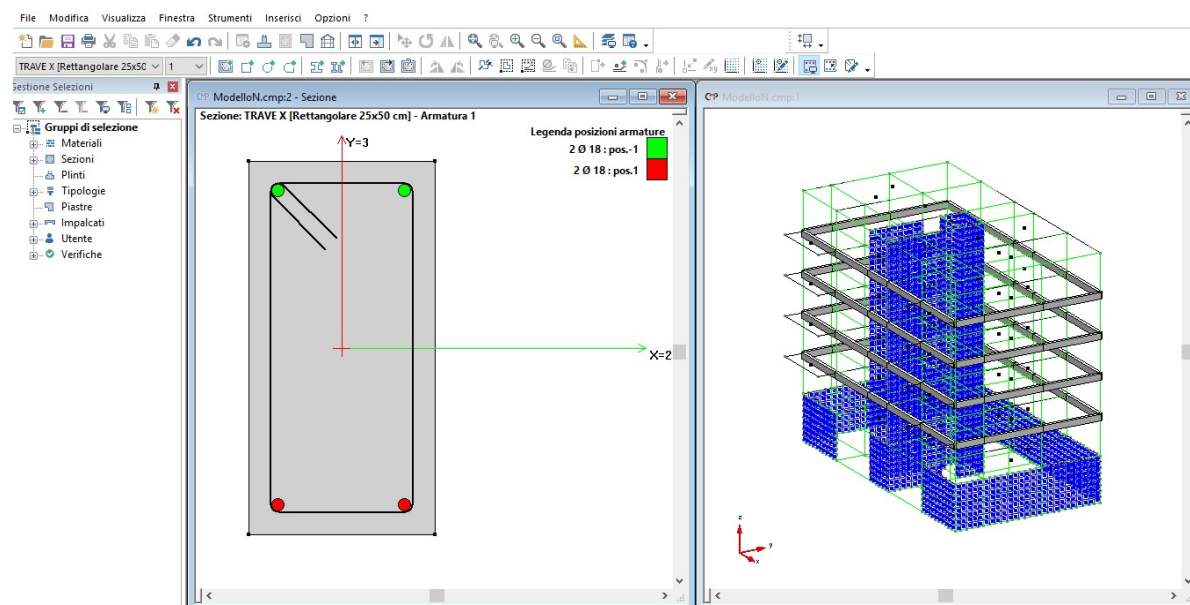 File Modifica Visualizza Finestra Strumenti Inserisci Opzioni ?
TRAVE X [Rettangolare 25x50 1
Gestione Selezioni
Gruppi di selezione
Materiali
Sezioni
Plinti
Tipologie
Piastre
Impalcati
Utente
Verifiche
ModelloN.cmp:2 - Sezione
Sezione: TRAVE X [Rettangolare 25x50 cm] - Armatura 1
Legenda posizioni armature
2 Ø 18 : pos.-1
2 Ø 18 : pos.1
Y=3
X=2
ModelloN.cmp:1
z
y
x